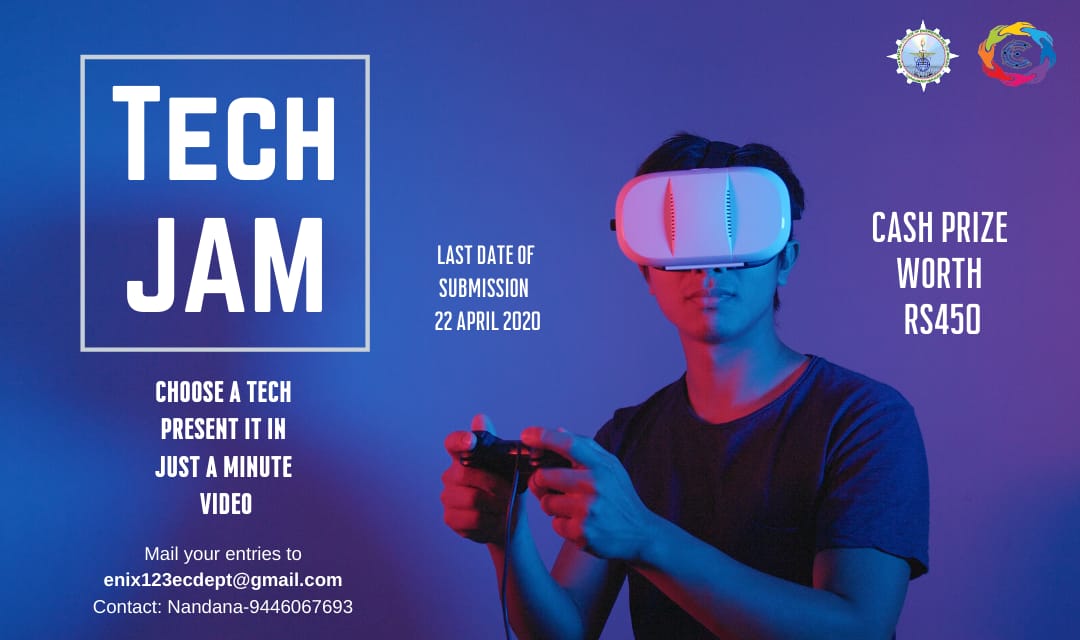 TECH
JAM
CHOOSE A TECH
PRESENT IT IN
JUST A MINUTE
VIDEO
Mail your entries to
enix123ecdept@gmail.com
Contact: Nandana-9446067693
LAST DATE OF
SUBMISSION
22 APRIL 2020
CASH PRIZE
WORTH
RS450